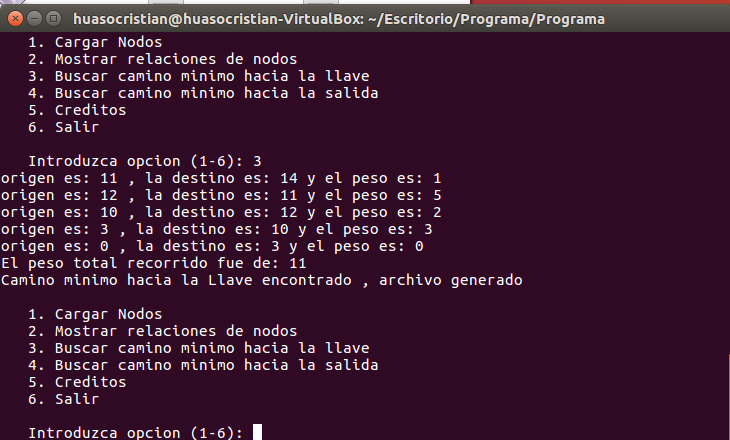 huasocristian@huasocristian-VirtualBox: ~/Escritorio/Programa/Programa
1. Cargar Nodos
2. Mostrar relaciones de nodos
3. Buscar camino minimo hacia la llave
4. Buscar camino minimo hacia la salida
5. Creditos
6. Salir
Introduzca opcion (1-6): 3
origen es: 11 , la destino es: 14 y el peso es: 1
origen es: 12 , la destino es: 11 y el peso es: 5
origen es: 10 , la destino es: 12 y el peso es: 2
origen es: 3 , la destino es: 10 y el peso es: 3
origen es: 0 , la destino es: 3 y el peso es: 0
El peso total recorrido fue de: 11
Camino minimo hacia la Llave encontrado , archivo generado
1. Cargar Nodos
2. Mostrar relaciones de nodos
3. Buscar camino minimo hacia la llave
4. Buscar camino minimo hacia la salida
5. Creditos
6. Salir
Introduzca opcion (1-6):